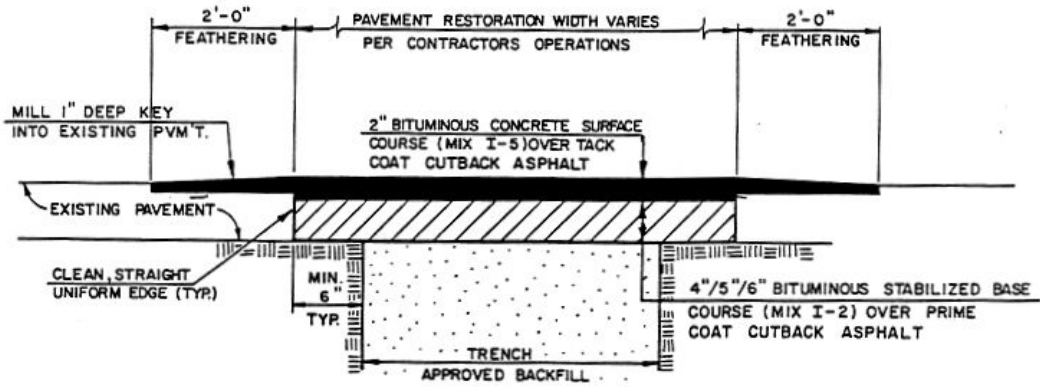 2'-0"
FEATHERING
PAVEMENT RESTORATION WIDTH VARIES
PER CONTRACTORS OPERATIONS
2'-0"
FEATHERING
MILL 1" DEEP KEY
INTO EXISTING PVM'T.
2" BITUMINOUS CONCRETE SURFACE
COURSE (MIX I-5) OVER TACK
COAT CUTBACK ASPHALT
EXISTING PAVEMENT
CLEAN, STRAIGHT
UNIFORM EDGE (TYP.)
MIN.
6"
TYP.
4"/5"/6" BITUMINOUS STABILIZED BASE
COURSE (MIX I-2) OVER PRIME
COAT CUTBACK ASPHALT
TRENCH
APPROVED BACKFILL